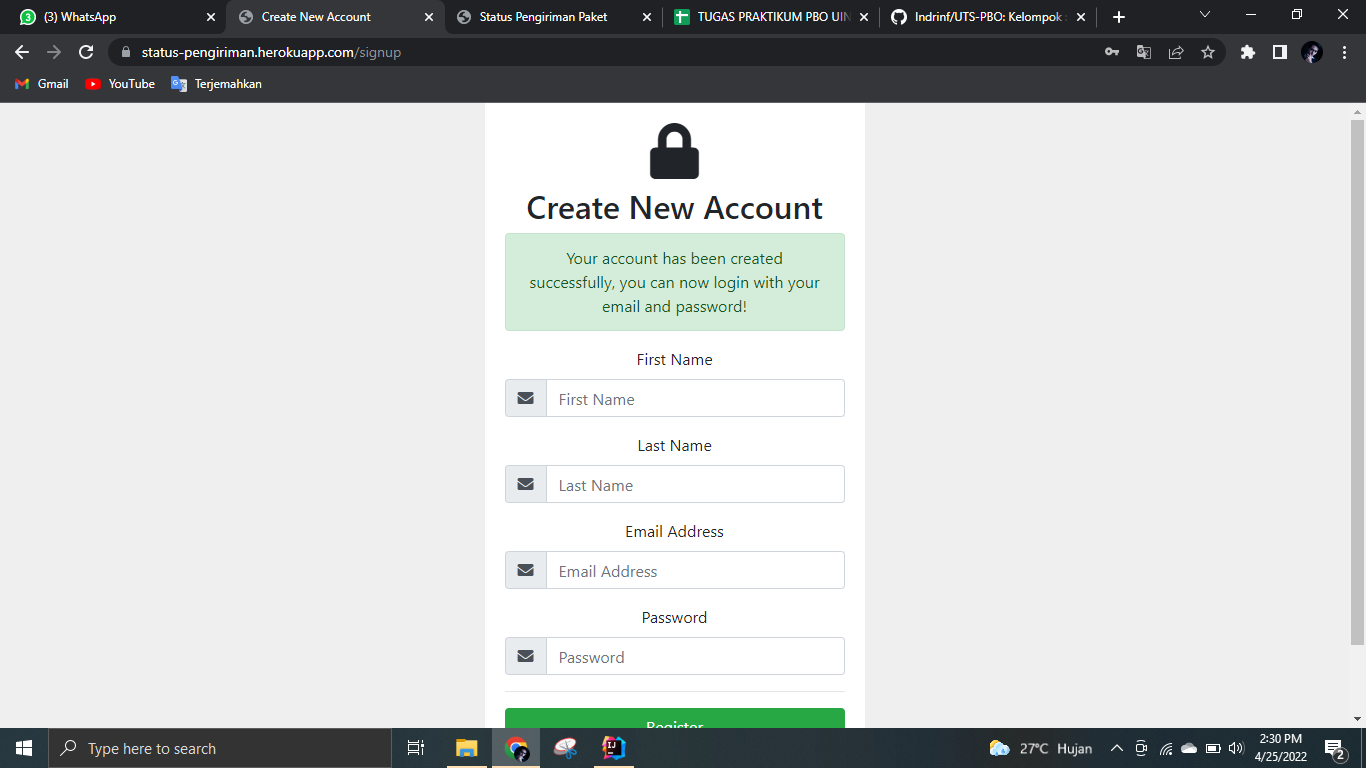 (3) WhatsApp
Create New Account
Status Pengiriman Paket
TUGAS PRAKTIKUM PBO UIN
Indrinf/UTS-PBO: Kelompok
status-pengiriman.herokuapp.com/signup
Gmail
YouTube
Terjemahkan
Create New Account
Your account has been created
successfully, you can now login with your
email and password!
First Name
First Name
Last Name
Last Name
Email Address
Email Address
Password
Password
Register
Type here to search
27°C Hujan
2:30 PM
4/25/2022
2